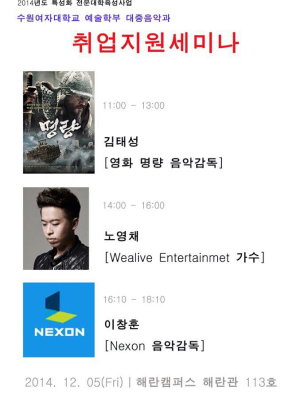 2014년도 특성화 전문대학육성사업
수원여자대학교 예술학부 대중음악과
취업지원세미나
11:00 - 13:00
명량
김태성
[영화 명량 음악감독]
14:00 - 16:00
노영채
[Wealive Entertainmet 가수]
16:10 - 18:10
NEXON
이창훈
[Nexon 음악감독]
2014. 12. 05(Fri) | 해란캠퍼스 해란관 113호